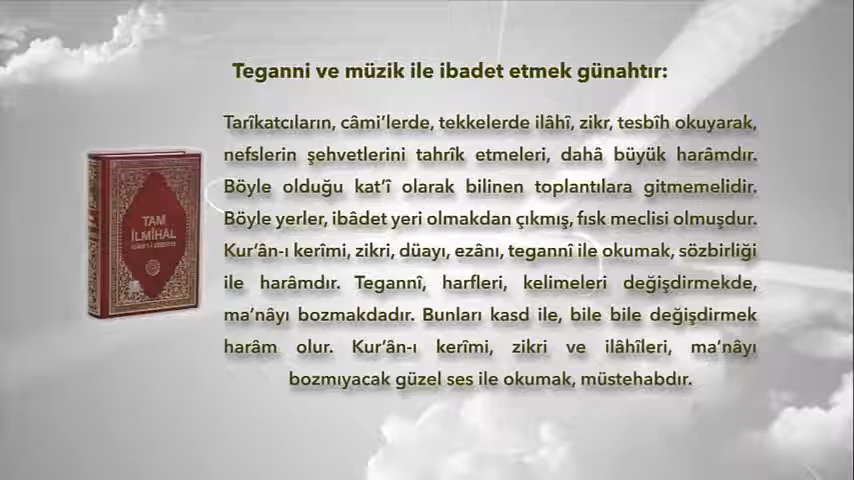 Teganni ve müzik ile ibadet etmek günahtır:
Tarîkatcıların, câmi'lerde, tekkelerde ilâhî, zikr, tesbîh okuyarak,
nefslerin şehvetlerini tahrîk etmeleri, dahâ büyük harâmdır.
Böyle olduğu kat'î olarak bilinen toplantılara gitmemelidir.
Böyle yerler, ibâdet yeri olmakdan çıkmış, fısk meclisi olmuşdur.
Kur'ân-ı kerîmi, zikri, düayı, ezânı, tegannî ile okumak, sözbirliği
ile harâmdır. Tegannî, harfleri, kelimeleri değişdirmekde,
ma'nâyı bozmakdadır. Bunları kasd ile, bile bile değişdirmek
harâm olur. Kur'ân-ı kerîmi, zikri ve ilâhîleri, ma'nâyı
bozmıyacak güzel ses ile okumak, müstehabdır.
TAM
İLMİHÂL